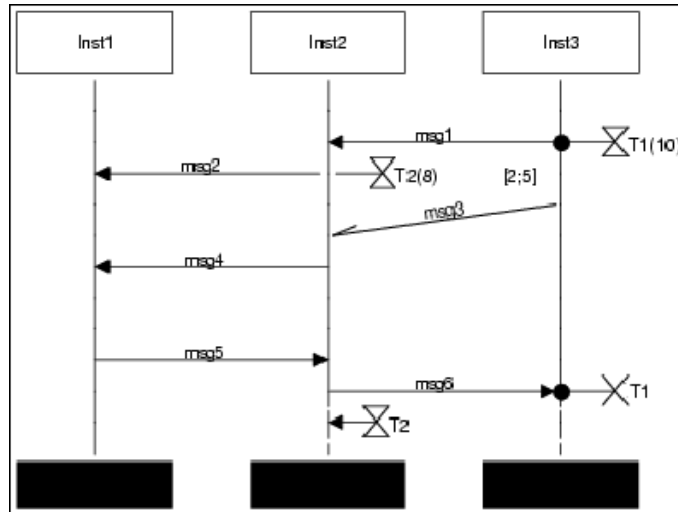 Inst1 Inst2 Inst3
msg1 T1(10)
msg2 T2(8) [2;5]
msg3
msg4
msg5
msg6 T1
T2